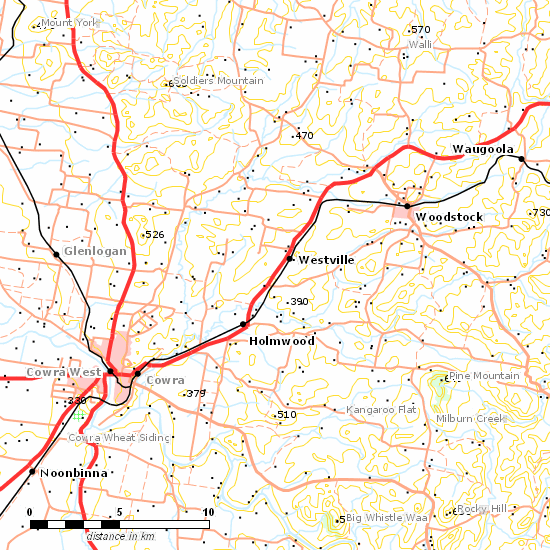 Mount York
.570
Walli
Soldiers Mountain
.470
Waugoola
Woodstock
.730
.526
Glenlogan
Westville
.390
Holmwood
Cowra West
Cowra
Pine Mountain
.379
330
Kangaroo Flat
.510
Milburn Creek
Cowra Wheat Siding
Noonbinna
Rocky Hill
Big Whistle Waa
0 5 10
distance in km